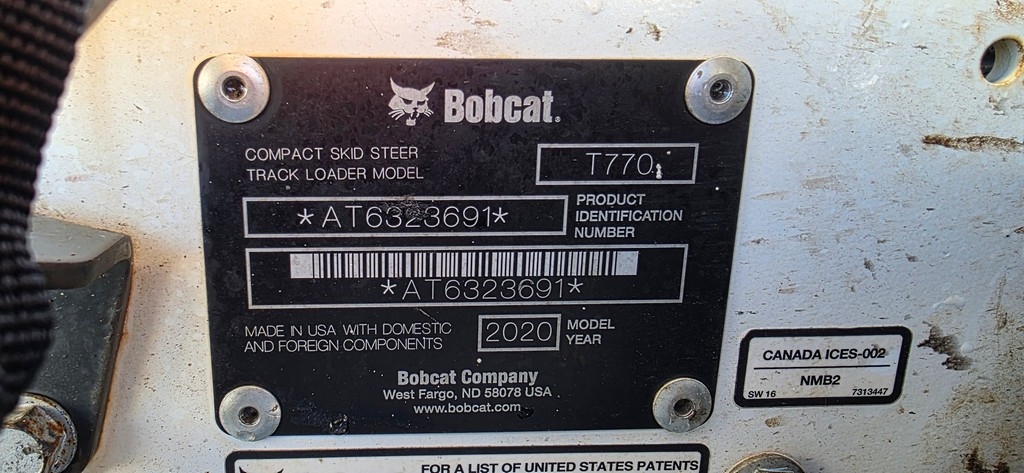 Bobcat.
COMPACT SKID STEER
TRACK LOADER MODEL
T770
*AT6323691*
PRODUCT
IDENTIFICATION
NUMBER
*AT6323691*
MADE IN USA WITH DOMESTIC
AND FOREIGN COMPONENTS
2020
MODEL
YEAR
Bobcat Company
West Fargo, ND 58078 USA
www.bobcat.com
CANADA ICES-002
NMB2
SW 16
7313447
FOR A LIST OF UNITED STATES PATENTS